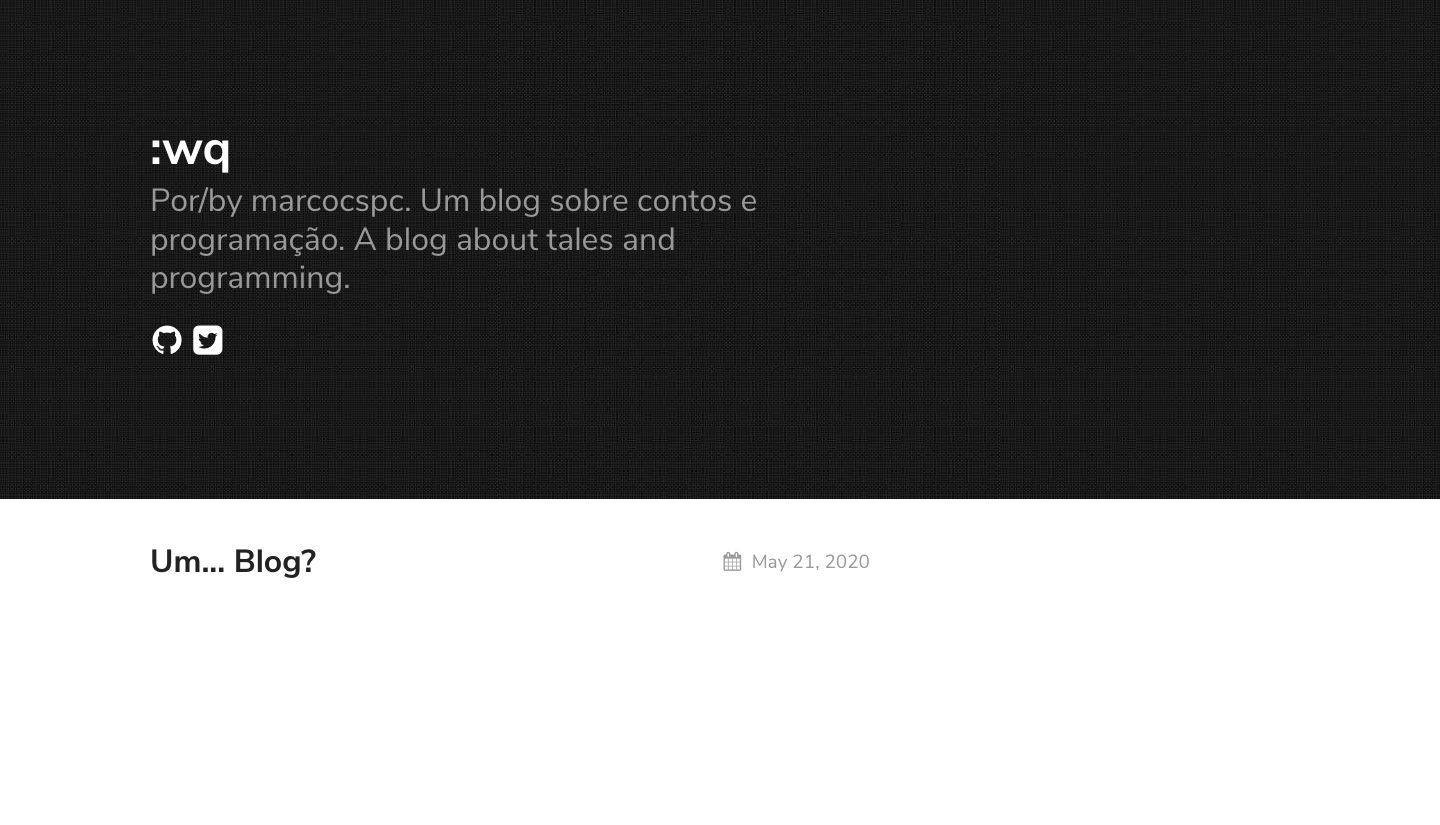 :wq
Por/by marcocspc. Um blog sobre contos e
programação. A blog about tales and
programming.
Um... Blog?
May 21, 2020